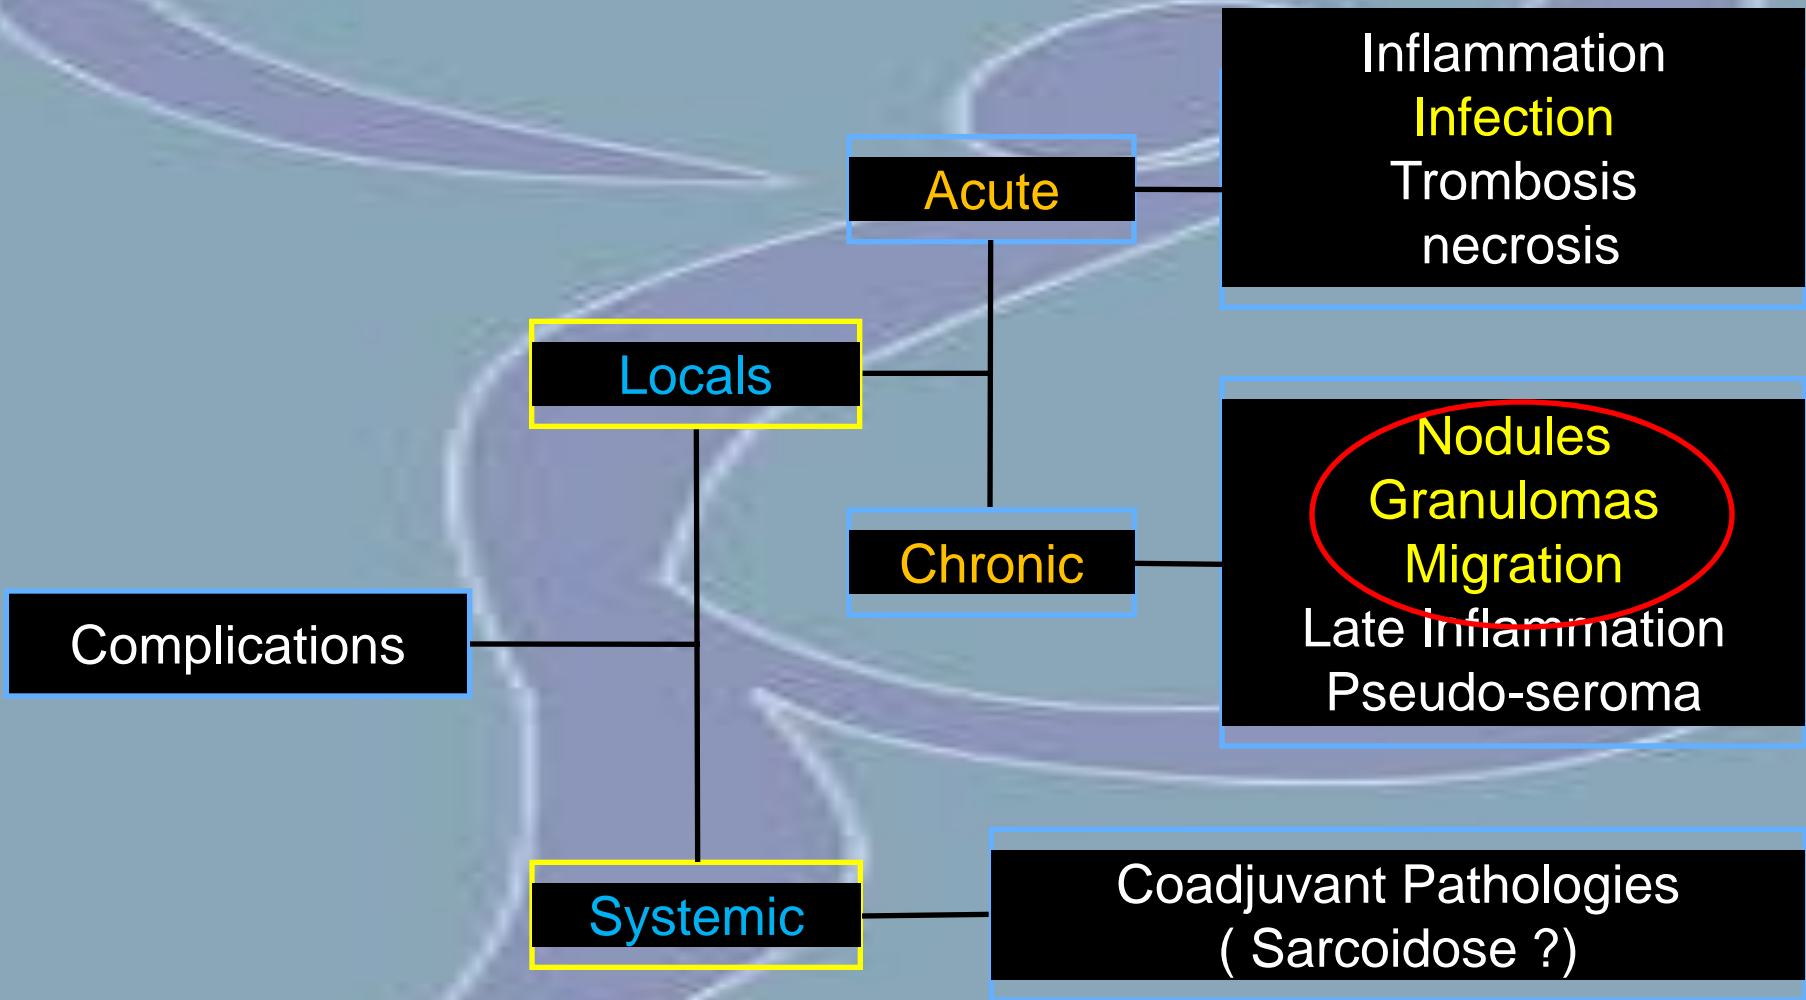 Complications
Locals
Acute
Inflammation
Infection
Trombosis
necrosis
Chronic
Nodules
Granulomas
Migration
Late Inflammation
Pseudo-seroma
Systemic
Coadjuvant Pathologies
( Sarcoidose ?)